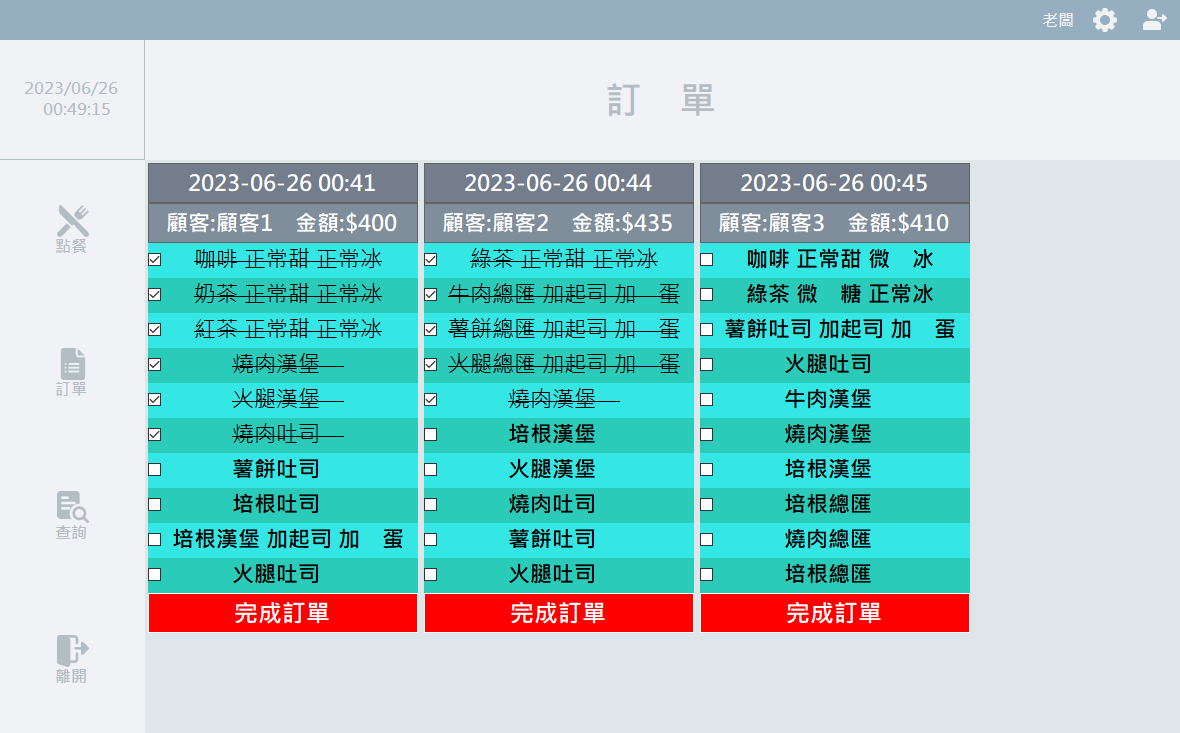 老闆
2023/06/26
00:49:15
訂 單
點餐
訂單
查詢
離開
2023-06-26 00:41
顧客:顧客1 金額:$400
咖啡 正常甜 正常冰
奶茶 正常甜 正常冰
紅茶 正常甜 正常冰
燒肉漢堡
火腿漢堡
燒肉吐司
薯餅吐司
培根吐司
培根漢堡 加起司 加 蛋
火腿吐司
完成訂單
2023-06-26 00:44
顧客:顧客2 金額:$435
綠茶 正常甜 正常冰
牛肉總匯 加起司 加 蛋
薯餅總匯 加起司 加 蛋
火腿總匯 加起司 加 蛋
燒肉漢堡
培根漢堡
火腿漢堡
燒肉吐司
薯餅吐司
火腿吐司
完成訂單
2023-06-26 00:45
顧客:顧客3 金額:$410
咖啡 正常甜 微 冰
綠茶 微 糖 正常冰
薯餅吐司 加起司 加 蛋
火腿吐司
牛肉漢堡
燒肉漢堡
培根漢堡
培根總匯
燒肉總匯
培根總匯
完成訂單